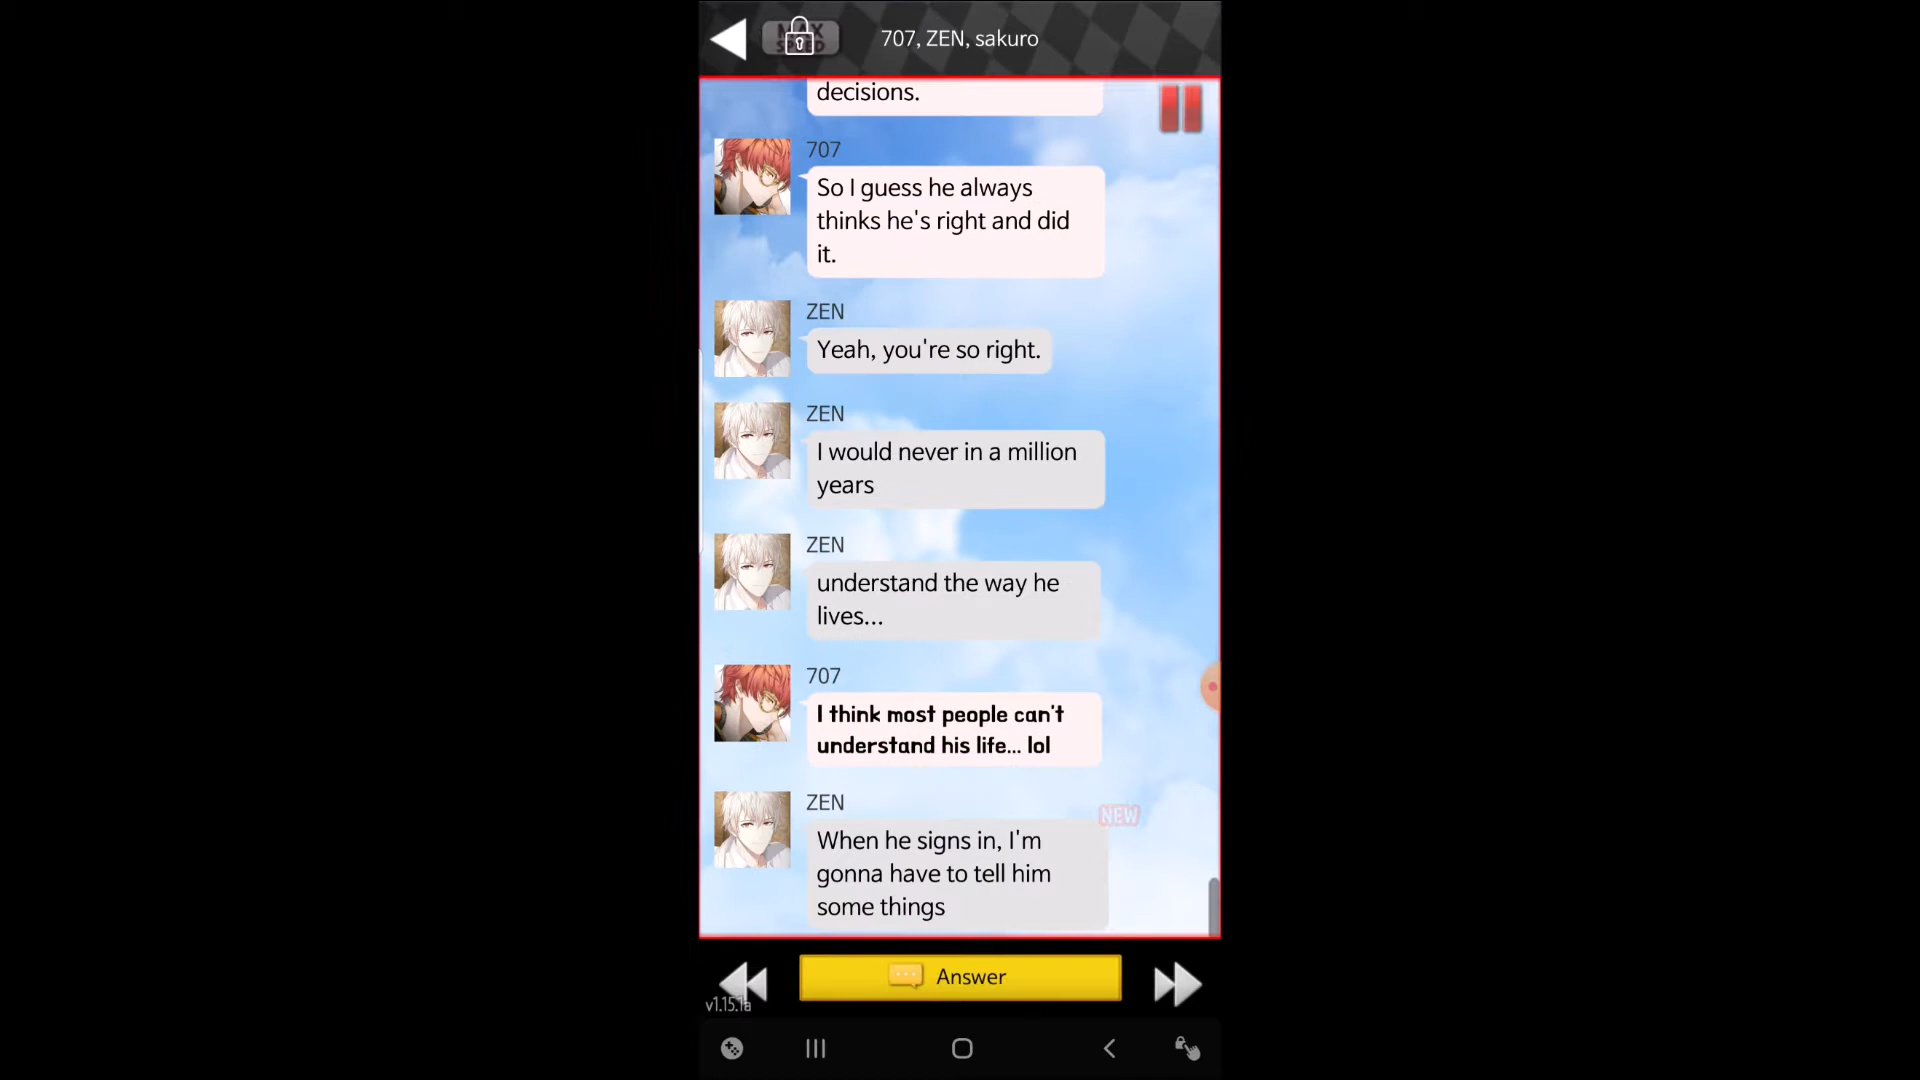 MAX
SPEED
707, ZEN, sakuro
decisions.
707
So I guess he always
thinks he's right and did
it.
ZEN
Yeah, you're so right.
ZEN
I would never in a million
years
ZEN
understand the way he
lives...
707
I think most people can't
understand his life... lol
ZEN
NEW
When he signs in, I'm
gonna have to tell him
some things
Answer
v1.15.1a